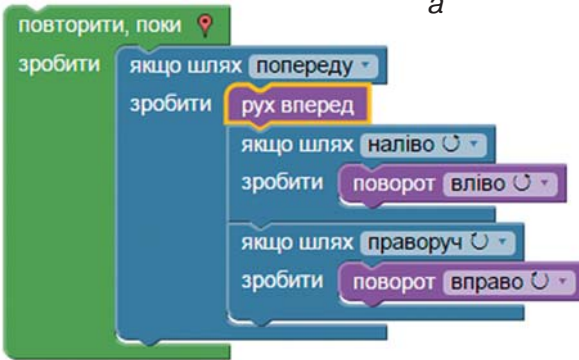 а
повторити, поки
зробити якщо шлях попереду
зробити рух вперед
якщо шлях наліво ↺
зробити поворот вліво ↺
якщо шлях праворуч ↻
зробити поворот вправо ↻